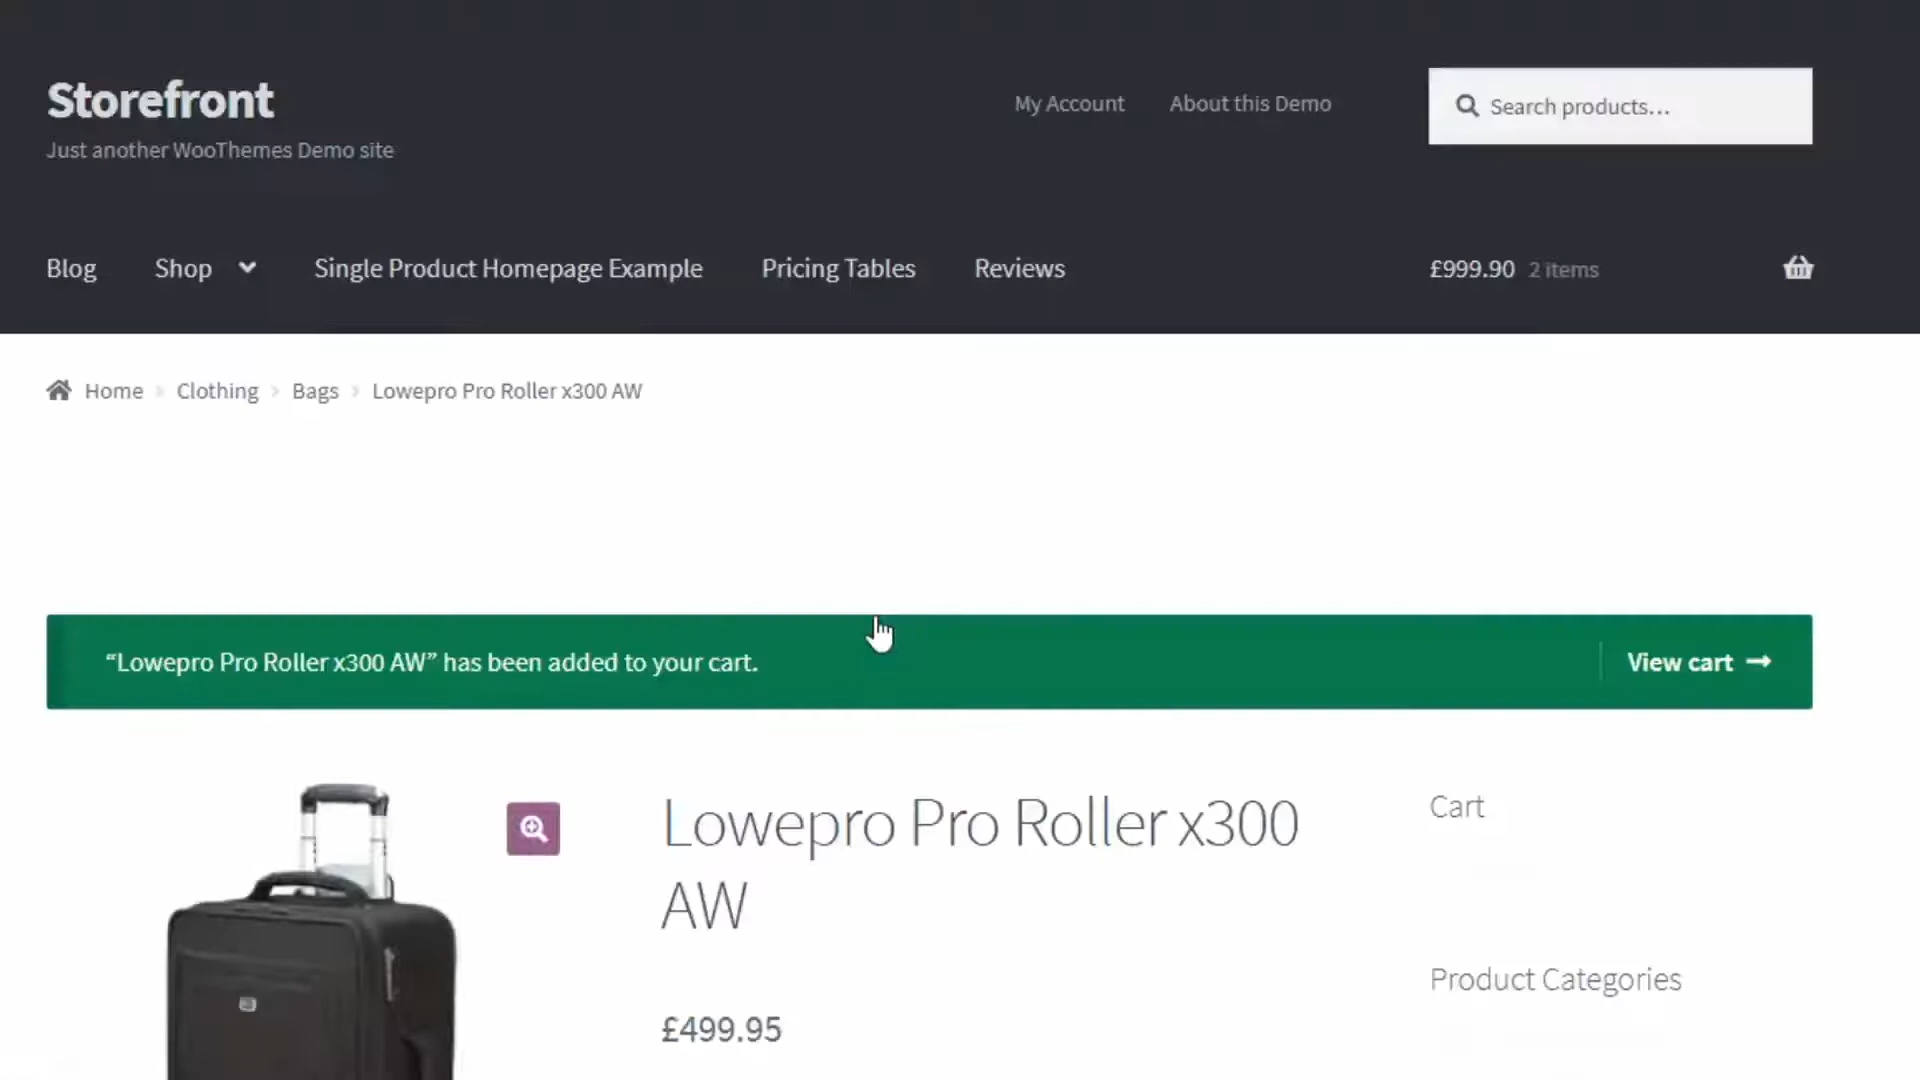 Storefront
Just another WooThemes Demo site
My Account
About this Demo
Search products...
Blog
Shop
Single Product Homepage Example
Pricing Tables
Reviews
£999.90 2 items
Home
Clothing
Bags
Lowepro Pro Roller x300 AW
“Lowepro Pro Roller x300 AW” has been added to your cart.
View cart
Lowepro Pro Roller x300
AW
£499.95
Cart
Product Categories